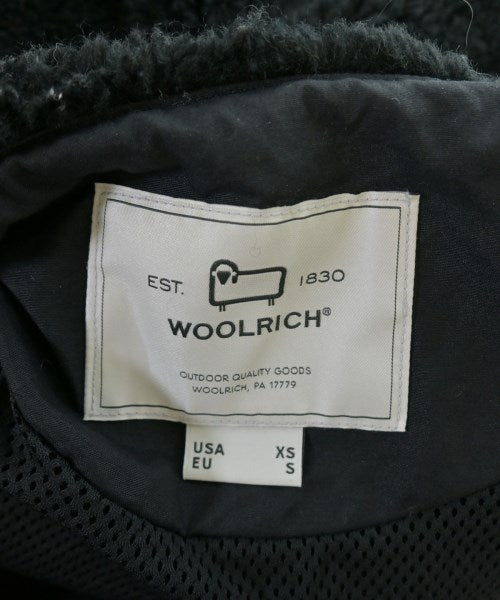 EST. 1830
WOOLRICH®
OUTDOOR QUALITY GOODS
WOOLRICH, PA 17779
USA XS
EU S